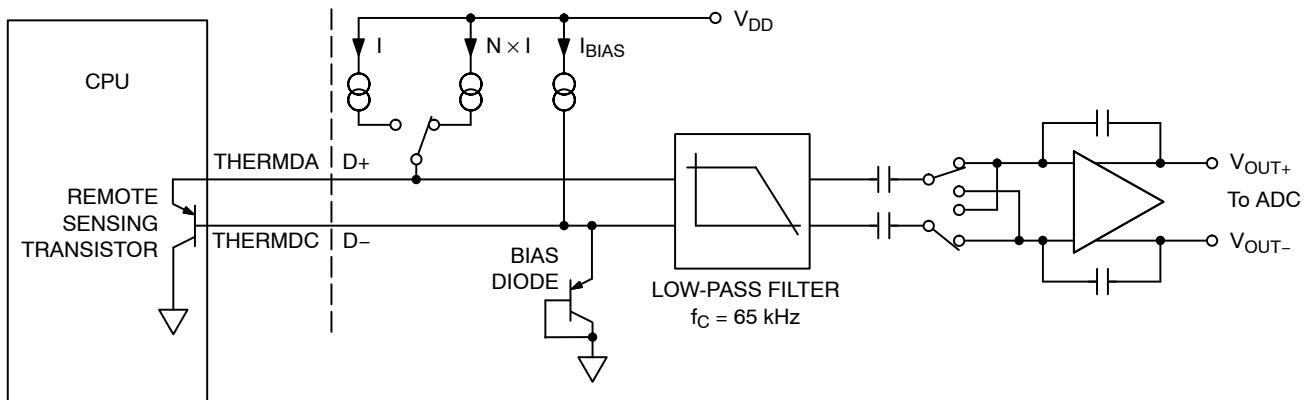 V_DD
I
N × I
I_BIAS
CPU
THERMDA
D+
REMOTE
SENSING
TRANSISTOR
THERMDC
D−
BIAS
DIODE
LOW-PASS FILTER
f_C = 65 kHz
V_OUT+
To ADC
V_OUT−